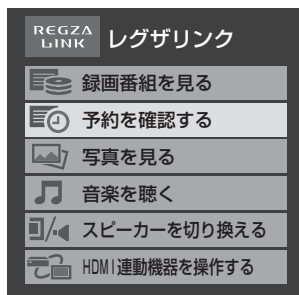 REGZA
LINK
レグザリンク
録画番組を見る
予約を確認する
写真を見る
音楽を聴く
スピーカーを切り換える
HDMI連動機器を操作する